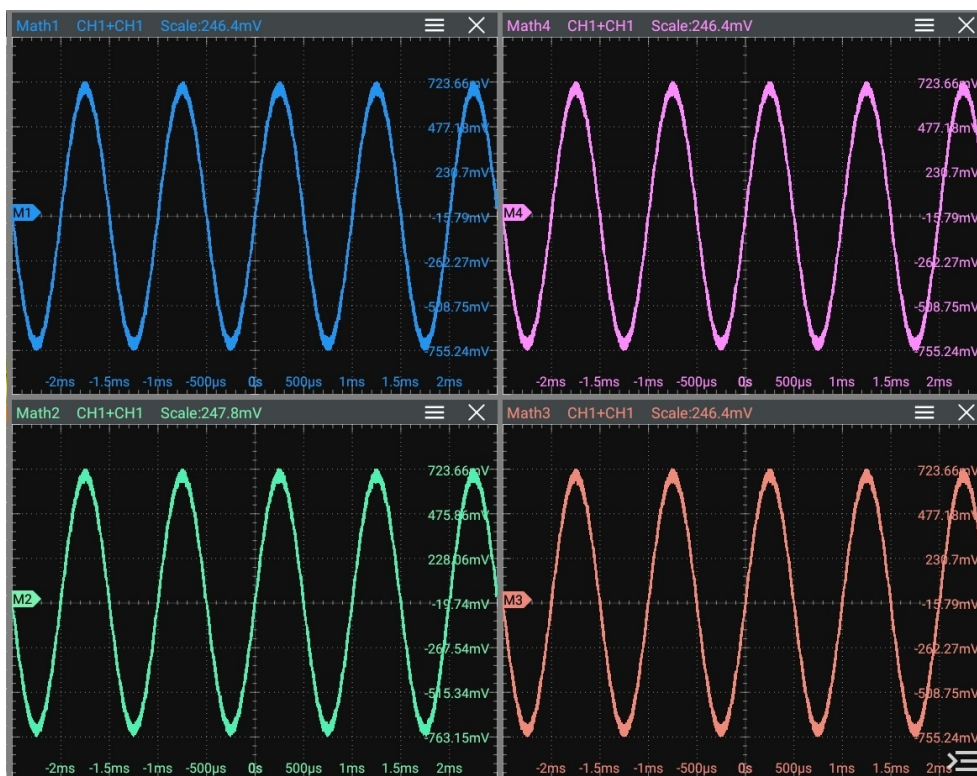 Math1 CH1+CH1 Scale:246.4mV
723.66mV
477.18mV
230.7mV
M1
-15.79mV
-262.27mV
-508.75mV
-755.24mV
-2ms -1.5ms -1ms -500µs 0s 500µs 1ms 1.5ms 2ms
Math4 CH1+CH1 Scale:246.4mV
723.66mV
477.18mV
230.7mV
M4
-15.79mV
-262.27mV
-508.75mV
-755.24mV
-2ms -1.5ms -1ms -500µs 0s 500µs 1ms 1.5ms 2ms
Math2 CH1+CH1 Scale:247.8mV
723.66mV
475.86mV
228.06mV
M2
-19.74mV
-267.54mV
-515.34mV
-763.15mV
-2ms -1.5ms -1ms -500µs 0s 500µs 1ms 1.5ms 2ms
Math3 CH1+CH1 Scale:246.4mV
723.66mV
477.18mV
230.7mV
M3
-15.79mV
-262.27mV
-508.75mV
-755.24mV
-2ms -1.5ms -1ms -500µs 0s 500µs 1ms 1.5ms 2ms